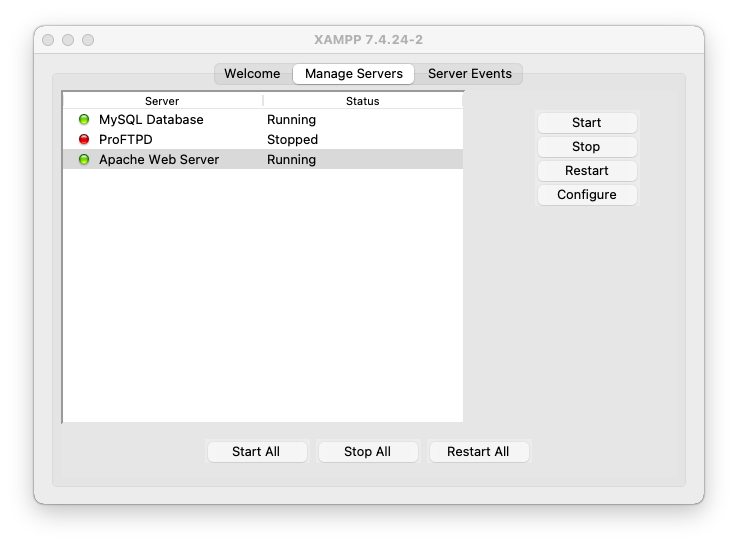 XAMPP 7.4.24-2
Welcome Manage Servers Server Events
Server Status
MySQL Database Running
ProFTPD Stopped
Apache Web Server Running
Start
Stop
Restart
Configure
Start All Stop All Restart All